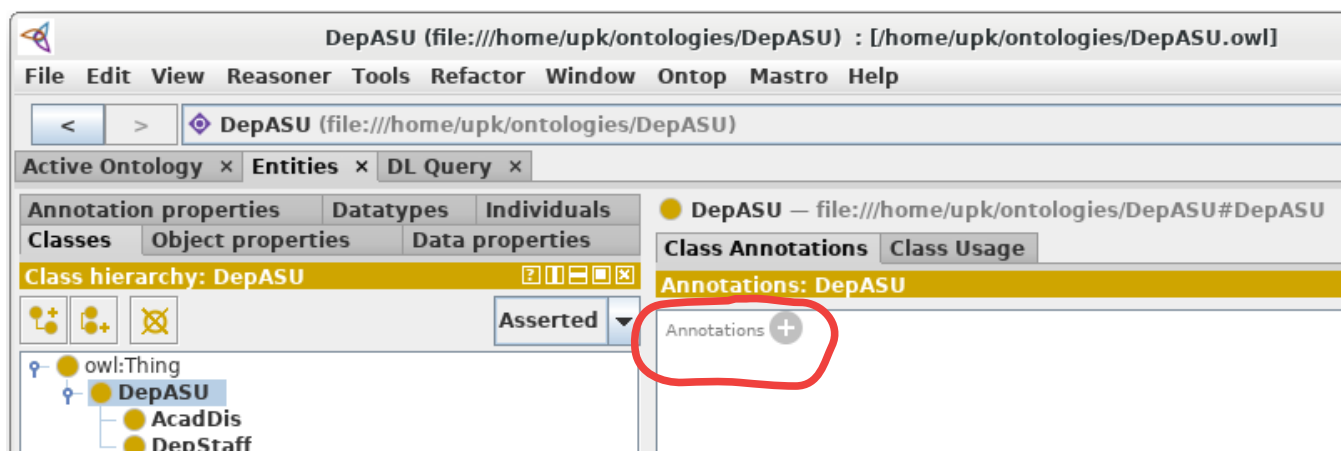 DepASU (file:///home/upk/ontologies/DepASU) : [/home/upk/ontologies/DepASU.owl]
File Edit View Reasoner Tools Refactor Window Ontop Mastro Help
< > DepASU (file:///home/upk/ontologies/DepASU)
Active Ontology × Entities × DL Query ×
Annotation properties Datatypes Individuals
Classes Object properties Data properties
Class hierarchy: DepASU
Asserted
owl:Thing
DepASU
AcadDis
DepStaff
DepASU — file:///home/upk/ontologies/DepASU#DepASU
Class Annotations Class Usage
Annotations: DepASU
Annotations +